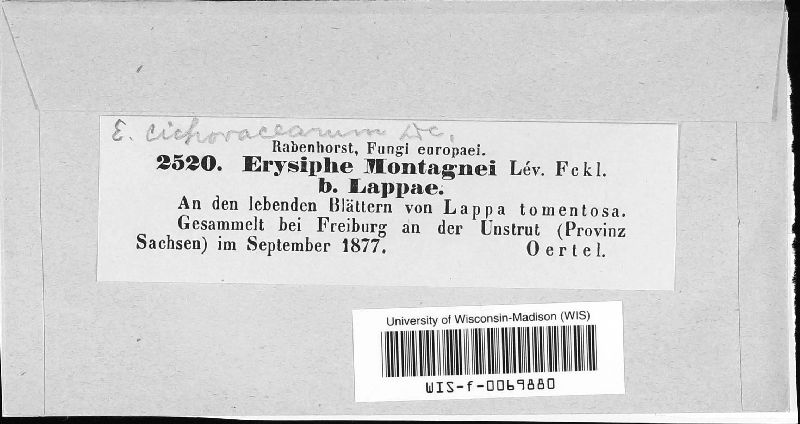 E. cichoracearum DC.
Rabenhorst, Fungi europaei.
2520. Erysiphe Montagnei Lév. Fckl.
b. Lappae.
An den lebenden Blättern von Lappa tomentosa.
Gesammelt bei Freiburg an der Unstrut (Provinz
Sachsen) im September 1877. Oertel.
University of Wisconsin-Madison (WIS)
WIS-f-0069880